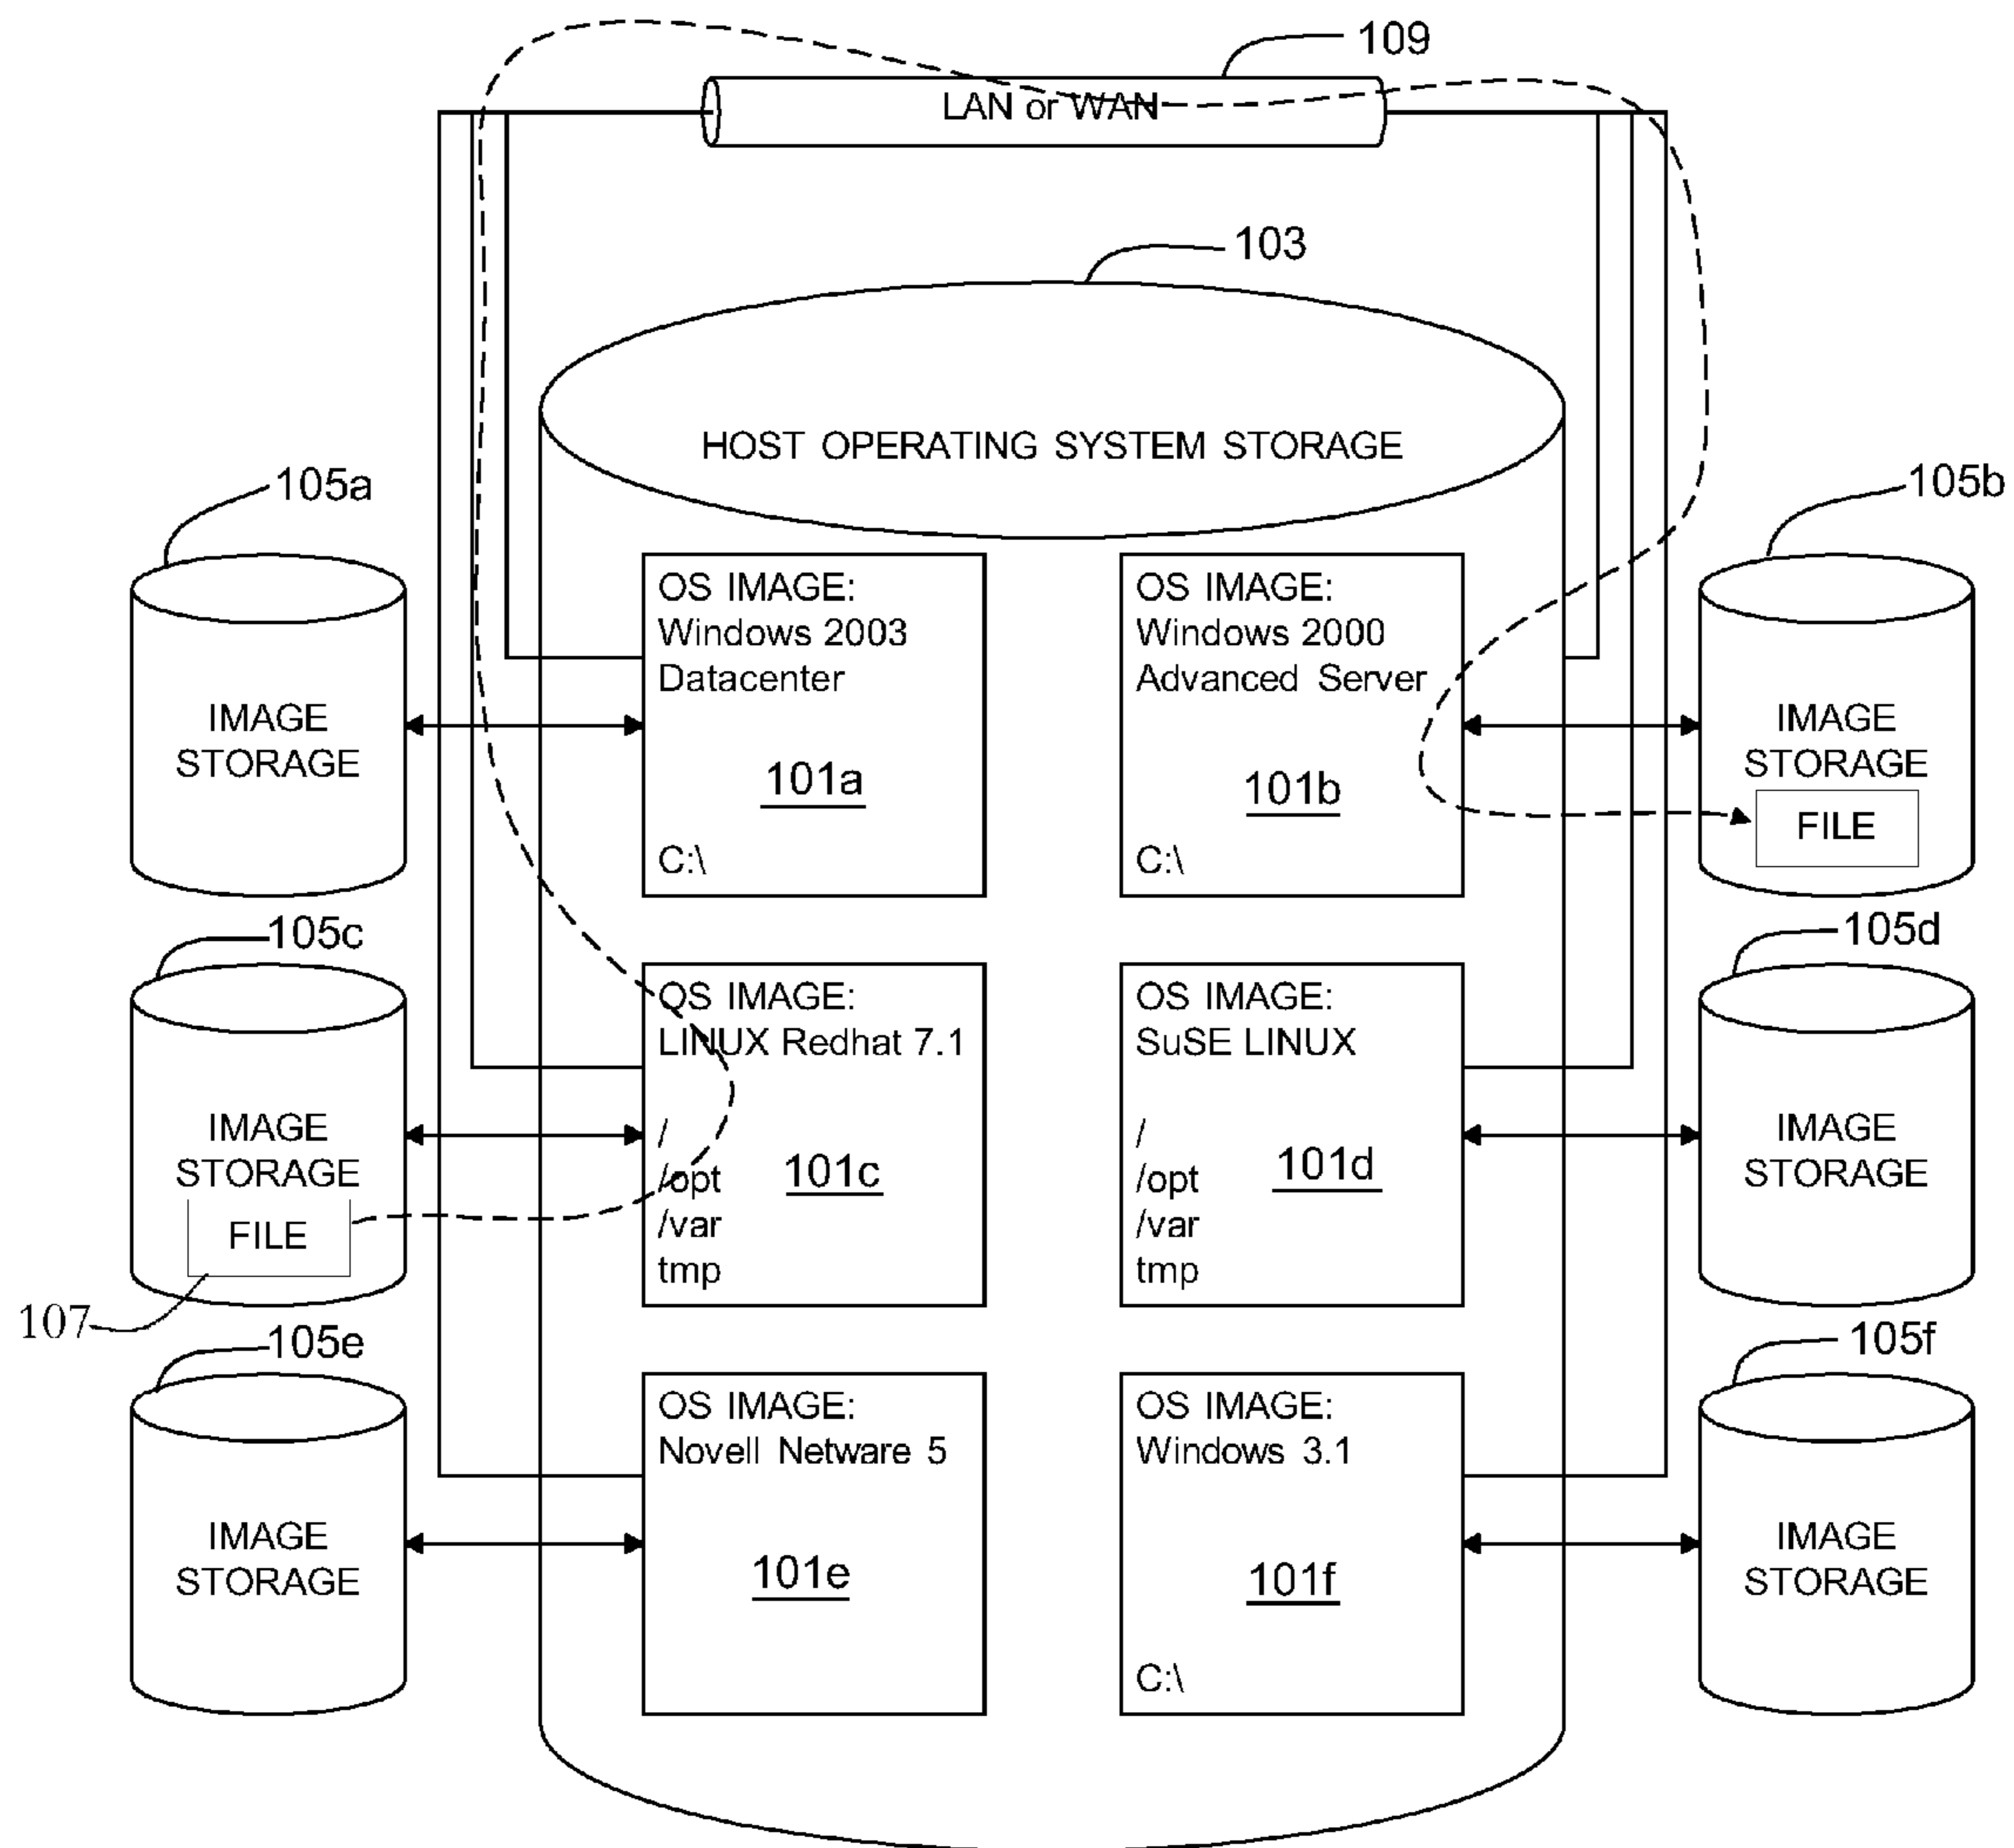 109
LAN or WAN
103
HOST OPERATING SYSTEM STORAGE
105a
105b
IMAGE
STORAGE
OS IMAGE:
Windows 2003
Datacenter
101a
C:\
OS IMAGE:
Windows 2000
Advanced Server
101b
C:\
IMAGE
STORAGE
FILE
105c
105d
IMAGE
STORAGE
FILE
107
OS IMAGE:
LINUX Redhat 7.1
/
/opt
/var
tmp
101c
OS IMAGE:
SuSE LINUX
/
/opt
/var
tmp
101d
IMAGE
STORAGE
105e
105f
IMAGE
STORAGE
OS IMAGE:
Novell Netware 5
101e
OS IMAGE:
Windows 3.1
101f
C:\
IMAGE
STORAGE